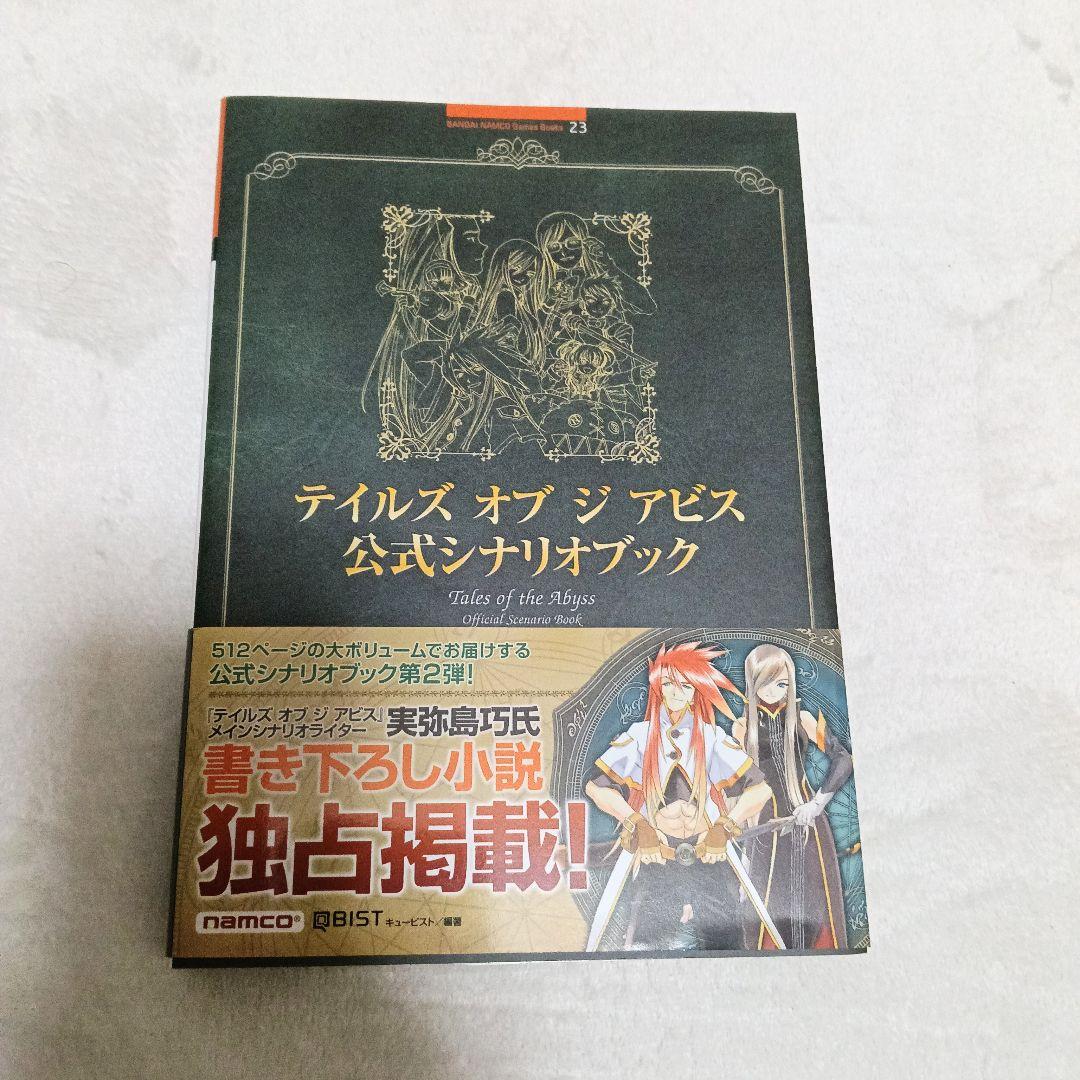 BANDAI NAMCO Games Books 23
テイルズ オブ ジ アビス
公式シナリオブック
Tales of the Abyss
Official Scenario Book
512ページの大ボリュームでお届けする
公式シナリオブック第2弾!
『テイルズ オブ ジ アビス』
メインシナリオライター 実弥島巧氏
書き下ろし小説
独占掲載!
namco® QBIST キュービスト/編著